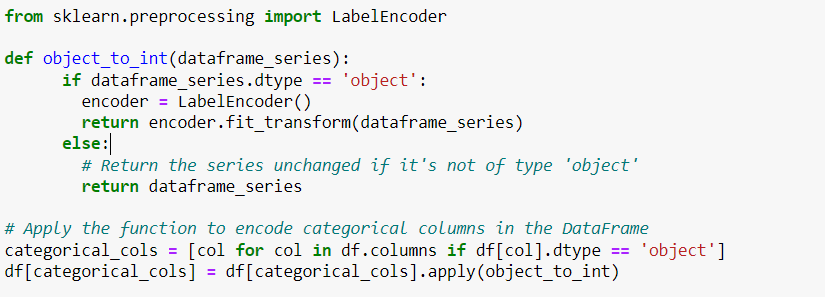 from sklearn.preprocessing import LabelEncoder
def object_to_int(dataframe_series):
      if dataframe_series.dtype == 'object':
        encoder = LabelEncoder()
        return encoder.fit_transform(dataframe_series)
      else:
        # Return the series unchanged if it's not of type 'object'
        return dataframe_series
# Apply the function to encode categorical columns in the DataFrame
categorical_cols = [col for col in df.columns if df[col].dtype == 'object']
df[categorical_cols] = df[categorical_cols].apply(object_to_int)